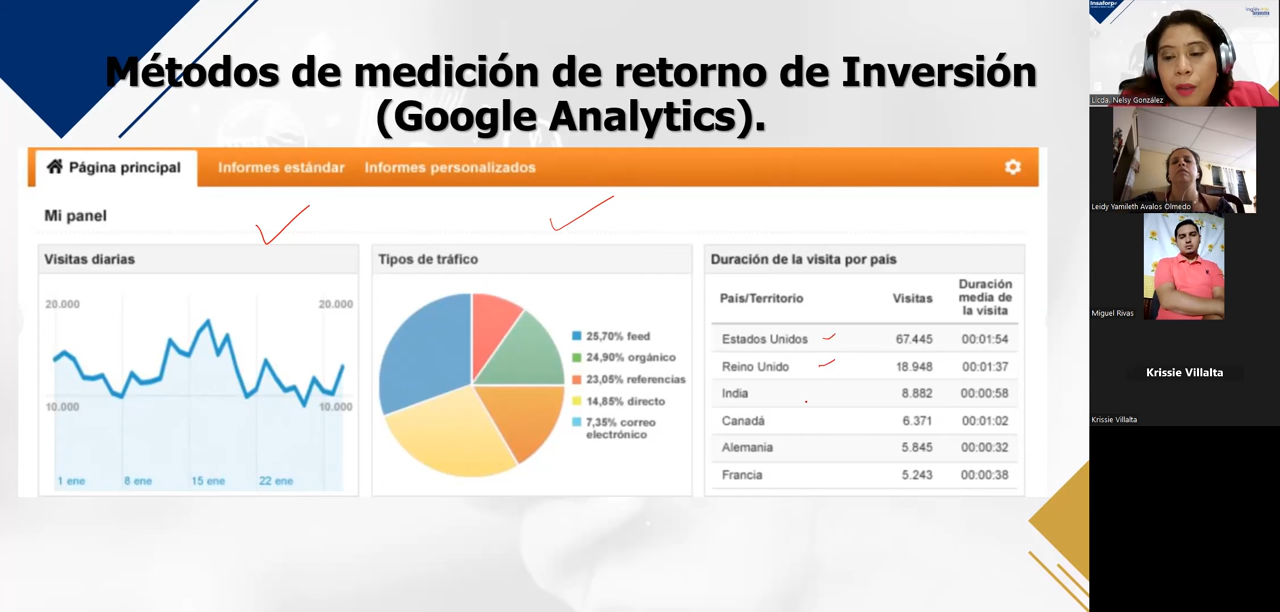 Métodos de medición de retorno de Inversión
(Google Analytics).
Página principal
Informes estándar
Informes personalizados
Mi panel
Visitas diarias
20.000
20.000
10.000
10.000
1 ene
8 ene
15 ene
22 ene
Tipos de tráfico
25,70% feed
24,90% orgánico
23,05% referencias
14,85% directo
7,35% correo
electrónico
Duración de la visita por país
País/Territorio
Visitas
Duración
media de
la visita
Estados Unidos 67.445 00:01:54
Reino Unido 18.948 00:01:37
India 8.882 00:00:58
Canadá 6.371 00:01:02
Alemania 5.845 00:00:32
Francia 5.243 00:00:38
Insaforp
Licda. Nelsy González
Leidy Yamileth Avalos Olmedo
Miguel Rivas
Krissie Villalta
Krissie Villalta